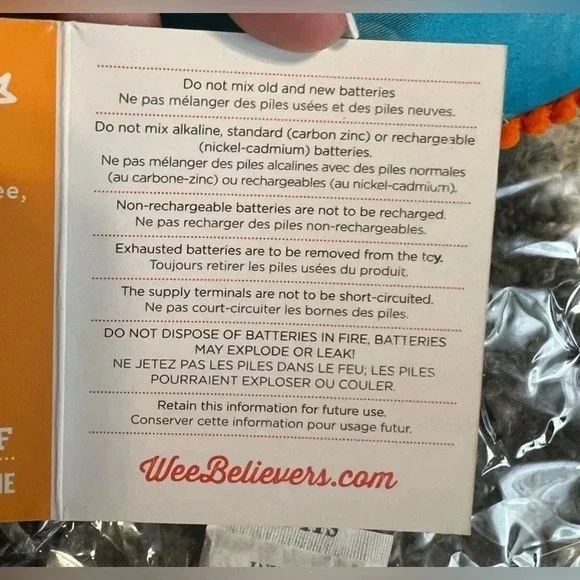 ee,
F
NE
Do not mix old and new batteries
Ne pas mélanger des piles usées et des piles neuves.
Do not mix alkaline, standard (carbon zinc) or rechargeable
(nickel-cadmium) batteries.
Ne pas mélanger des piles alcalines avec des piles normales
(au carbone-zinc) ou rechargeables (au nickel-cadmium).
Non-rechargeable batteries are not to be recharged.
Ne pas recharger des piles non-rechargeables.
Exhausted batteries are to be removed from the toy.
Toujours retirer les piles usées du produit.
The supply terminals are not to be short-circuited.
Ne pas court-circuiter les bornes des piles.
DO NOT DISPOSE OF BATTERIES IN FIRE, BATTERIES
MAY EXPLODE OR LEAK!
NE JETEZ PAS LES PILES DANS LE FEU; LES PILES
POURRAIENT EXPLOSER OU COULER.
Retain this information for future use.
Conserver cette information pour usage futur.
WeeBelievers.com